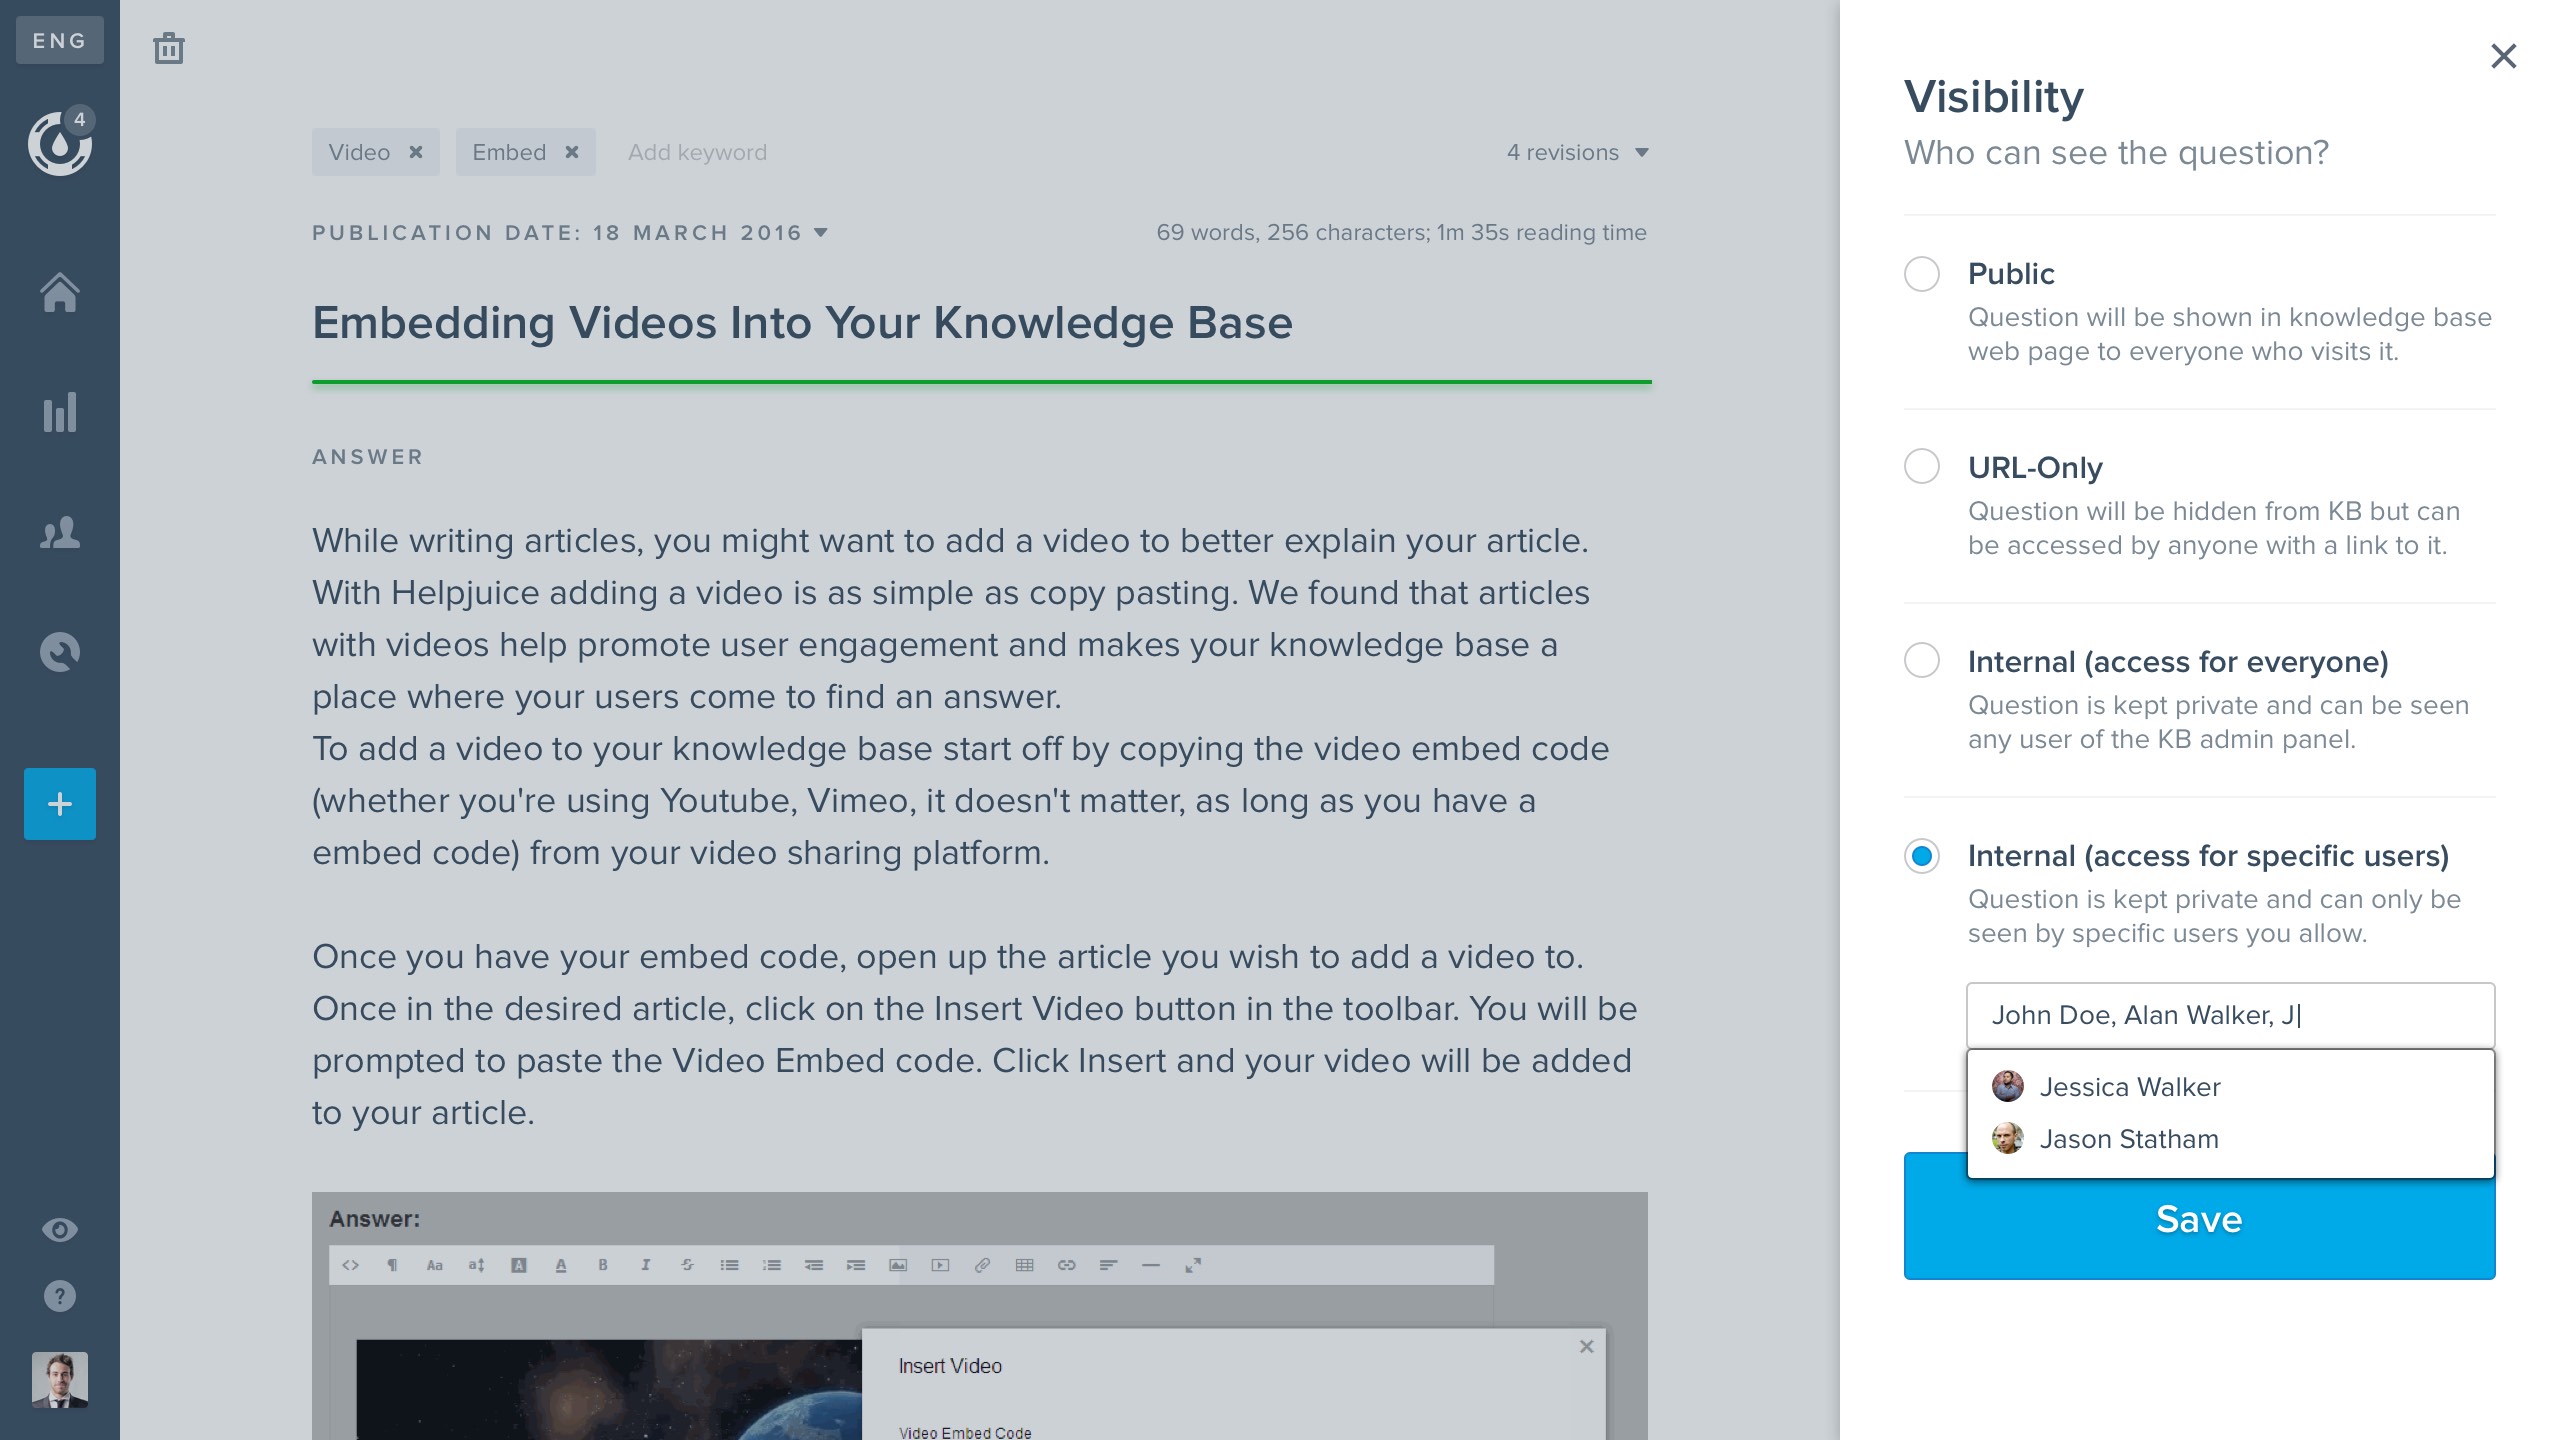 ENG
4
Video
Embed
Add keyword
4 revisions
PUBLICATION DATE: 18 MARCH 2016
69 words, 256 characters; 1m 35s reading time
Embedding Videos Into Your Knowledge Base
ANSWER
While writing articles, you might want to add a video to better explain your article.
With Helpjuice adding a video is as simple as copy pasting. We found that articles
with videos help promote user engagement and makes your knowledge base a
place where your users come to find an answer.
To add a video to your knowledge base start off by copying the video embed code
(whether you're using Youtube, Vimeo, it doesn't matter, as long as you have a
embed code) from your video sharing platform.
Once you have your embed code, open up the article you wish to add a video to.
Once in the desired article, click on the Insert Video button in the toolbar. You will be
prompted to paste the Video Embed code. Click Insert and your video will be added
to your article.
Answer:
Insert Video
Video Embed Code
Visibility
Who can see the question?
Public
Question will be shown in knowledge base
web page to everyone who visits it.
URL-Only
Question will be hidden from KB but can
be accessed by anyone with a link to it.
Internal (access for everyone)
Question is kept private and can be seen
any user of the KB admin panel.
Internal (access for specific users)
Question is kept private and can only be
seen by specific users you allow.
John Doe, Alan Walker, J
Jessica Walker
Jason Statham
Save